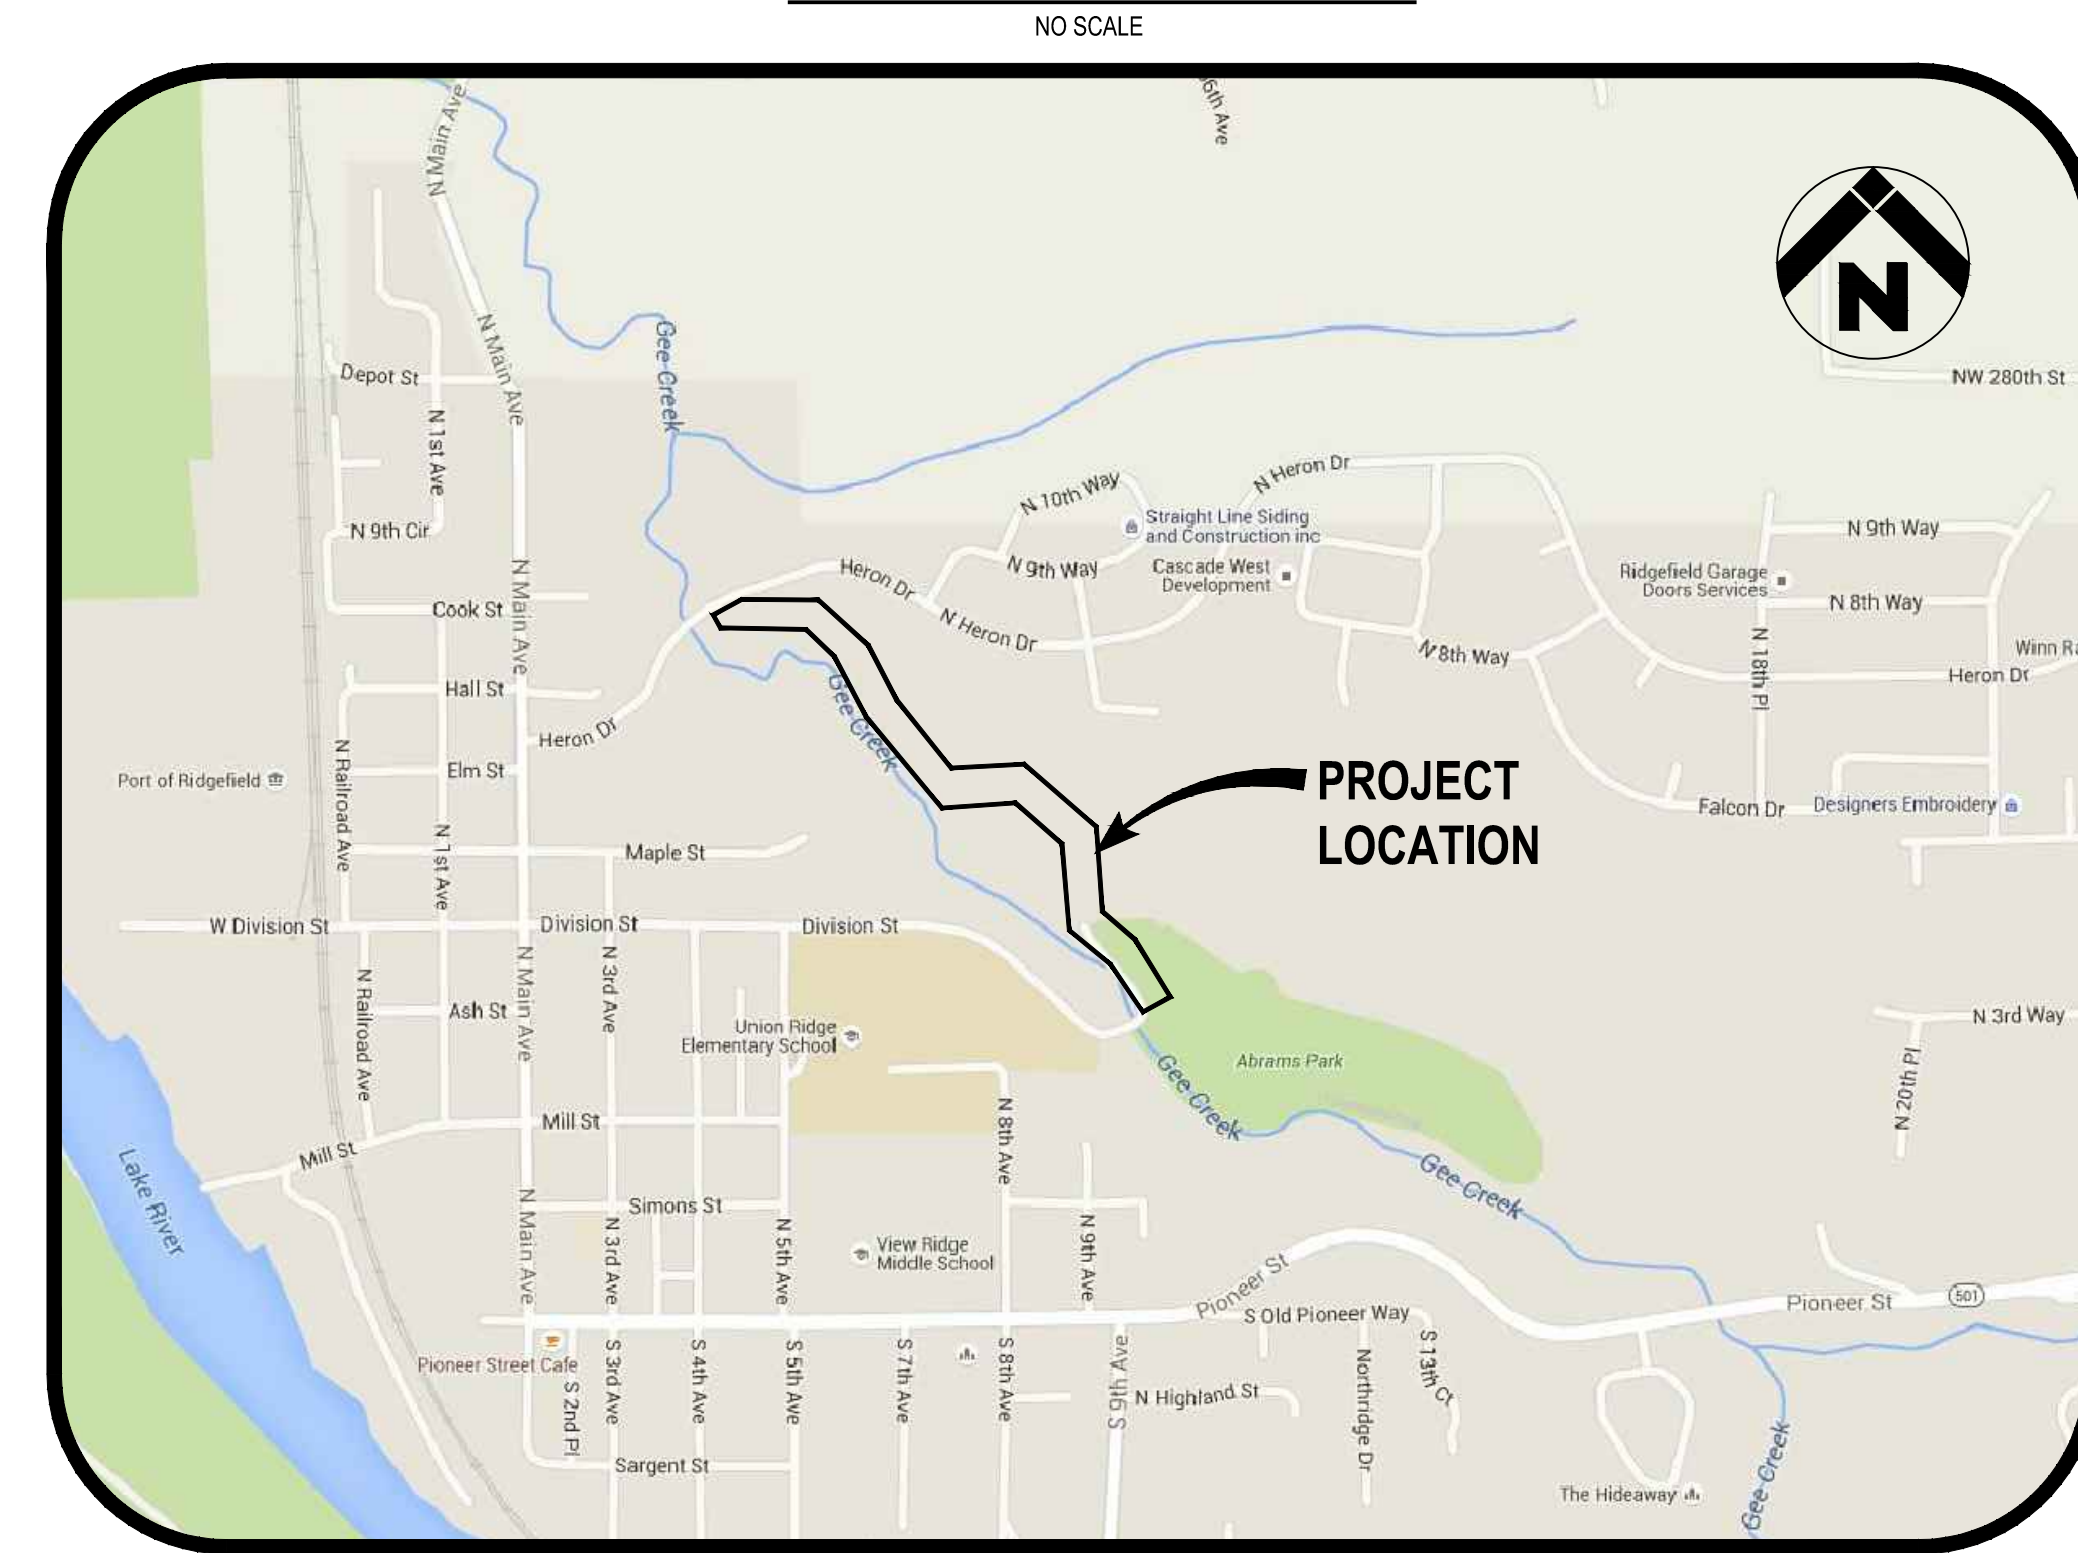 NO SCALE
N Main Ave
6th Ave
N
Gee Creek
N Main Ave
Depot St
NW 280th St
N 1st Ave
N Heron Dr
N 10th Way
Straight Line Siding
and Construction inc
N 9th Cir
N 9th Way
N Main Ave
Heron Dr
N 9th Way
Cascade West
Development
Ridgefield Garage
Doors Services
Cook St
N 8th Way
N Heron Dr
N 8th Way
N 18th Pl
Winn Ra
Hall St
Heron Dr
Gee Creek
Heron Dr
Port of Ridgefield
N Railroad Ave
Elm St
PROJECT
LOCATION
Falcon Dr
Designers Embroidery
N 1st Ave
Maple St
W Division St
Division St
Division St
N Railroad Ave
N Main Ave
N 3rd Ave
Ash St
Union Ridge
Elementary School
N 3rd Way
Abrams Park
Gee Creek
N 20th Pl
Mill St
Mill St
N 8th Ave
Lake River
Gee Creek
N Main Ave
Simons St
N 3rd Ave
N 5th Ave
View Ridge
Middle School
N 9th Ave
Pioneer St
S Old Pioneer Way
Pioneer St
501
Pioneer Street Cafe
S 2nd Pl
S 3rd Ave
S 4th Ave
S 5th Ave
S 7th Ave
S 8th Ave
S 9th Ave
N Highland St
Northridge Dr
S 13th Ct
Sargent St
The Hideaway
Gee Creek